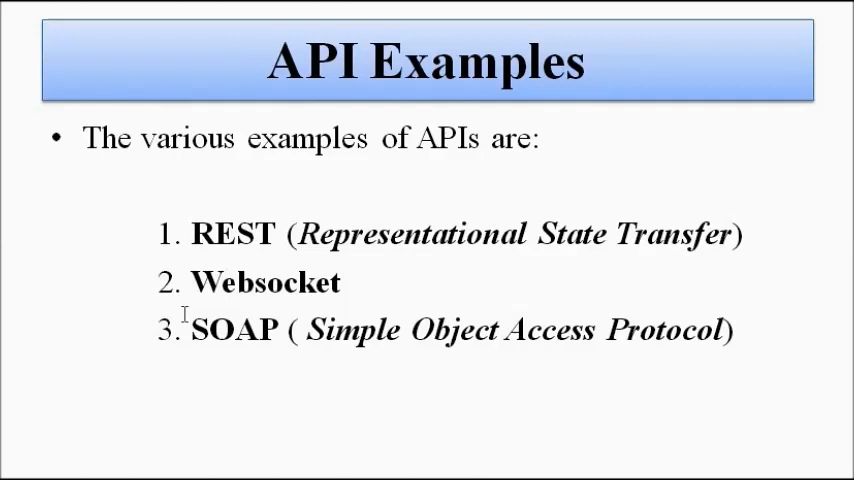 API Examples
• The various examples of APIs are:
1. REST (Representational State Transfer)
2. Websocket
3. SOAP ( Simple Object Access Protocol)